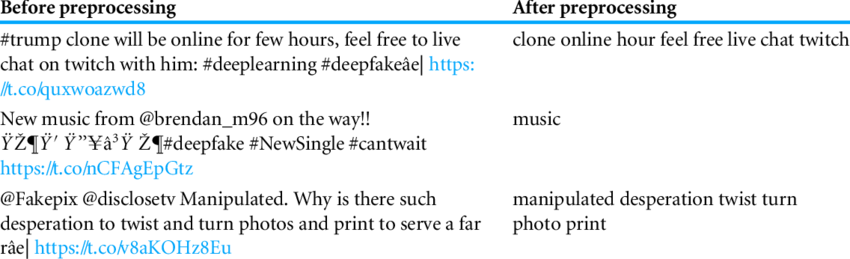 Before preprocessing After preprocessing
#trump clone will be online for few hours, feel free to live clone online hour feel free live chat twitch
chat on twitch with him: #deeplearning #deepfakeâe| https:
//t.co/quxwoazwd8
New music from @brendan_m96 on the way!! music
ŸŽ¶Ÿ′ Ÿ”¥â³Ÿ Ž¶#deepfake #NewSingle #cantwait
https://t.co/nCFAgEpGtz
@Fakepix @disclosetv Manipulated. Why is there such manipulated desperation twist turn
desperation to twist and turn photos and print to serve a far photo print
râe| https://t.co/v8aKOHz8Eu